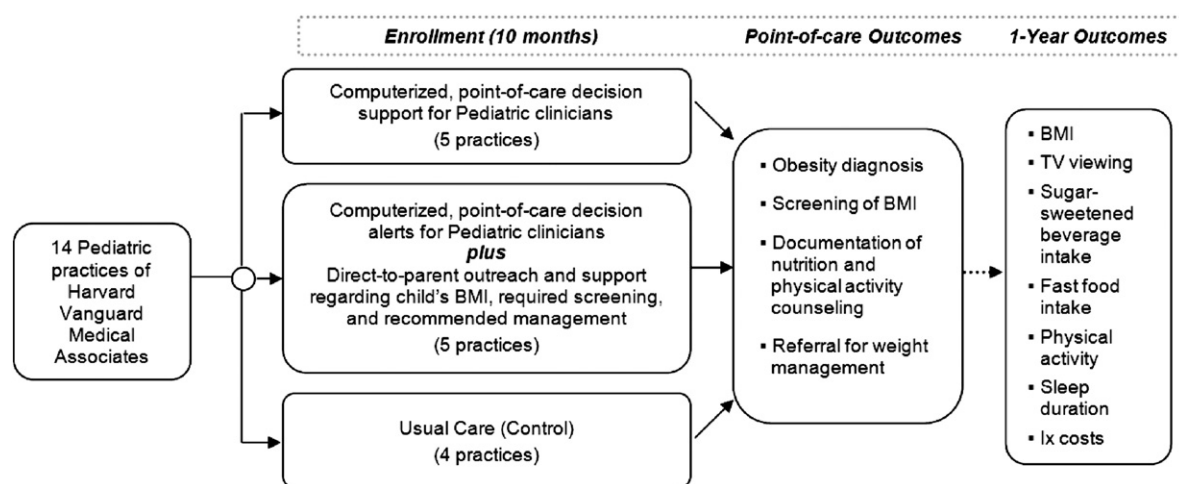 Enrollment (10 months)
Point-of-care Outcomes
1-Year Outcomes
14 Pediatric
practices of
Harvard
Vanguard
Medical
Associates
Computerized, point-of-care decision
support for Pediatric clinicians
(5 practices)
Computerized, point-of-care decision
alerts for Pediatric clinicians
plus
Direct-to-parent outreach and support
regarding child's BMI, required screening,
and recommended management
(5 practices)
Usual Care (Control)
(4 practices)
▪ Obesity diagnosis
▪ Screening of BMI
▪ Documentation of
nutrition and
physical activity
counseling
▪ Referral for weight
management
▪ BMI
▪ TV viewing
▪ Sugar-
sweetened
beverage
intake
▪ Fast food
intake
▪ Physical
activity
▪ Sleep
duration
▪ Ix costs